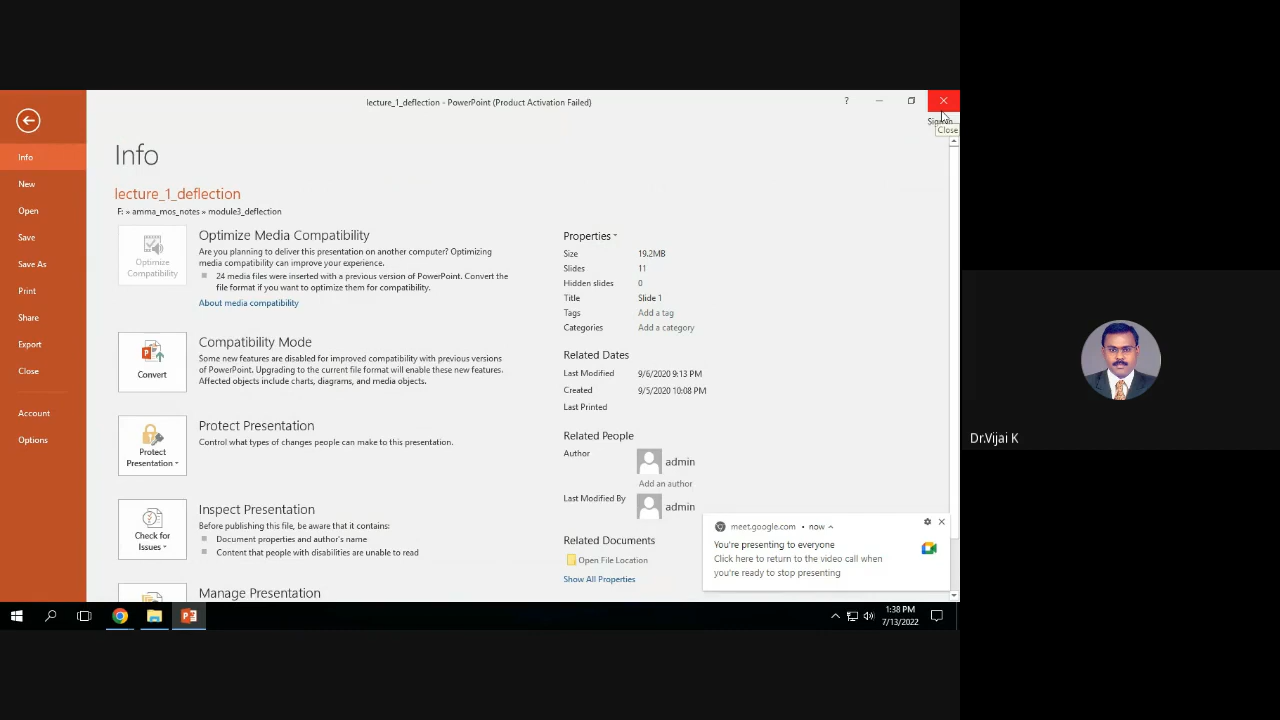 lecture_1_deflection - PowerPoint (Product Activation Failed)
?
Close
Info
Info
New
Open
Save
Save As
Print
Share
Export
Close
Account
Options
lecture_1_deflection
F: » amma_mos_notes » module3_deflection
Optimize
Compatibility
Optimize Media Compatibility
Are you planning to deliver this presentation on another computer? Optimizing
media compatibility can improve your experience.
24 media files were inserted with a previous version of PowerPoint. Convert the
file format if you want to optimize them for compatibility.
About media compatibility
Convert
Compatibility Mode
Some new features are disabled for improved compatibility with previous versions
of PowerPoint. Upgrading to the current file format will enable these new features.
Affected objects include charts, diagrams, and media objects.
Protect
Presentation
Protect Presentation
Control what types of changes people can make to this presentation.
Check for
Issues
Inspect Presentation
Before publishing this file, be aware that it contains:
Document properties and author's name
Content that people with disabilities are unable to read
Manage Presentation
Properties
Size 19.2MB
Slides 11
Hidden slides 0
Title Slide 1
Tags Add a tag
Categories Add a category
Related Dates
Last Modified 9/6/2020 9:13 PM
Created 9/5/2020 10:08 PM
Last Printed
Related People
Author admin
Add an author
Last Modified By admin
Related Documents
Open File Location
Show All Properties
meet.google.com • now
You're presenting to everyone
Click here to return to the video call when
you're ready to stop presenting
1:38 PM
7/13/2022
Dr.Vijai K